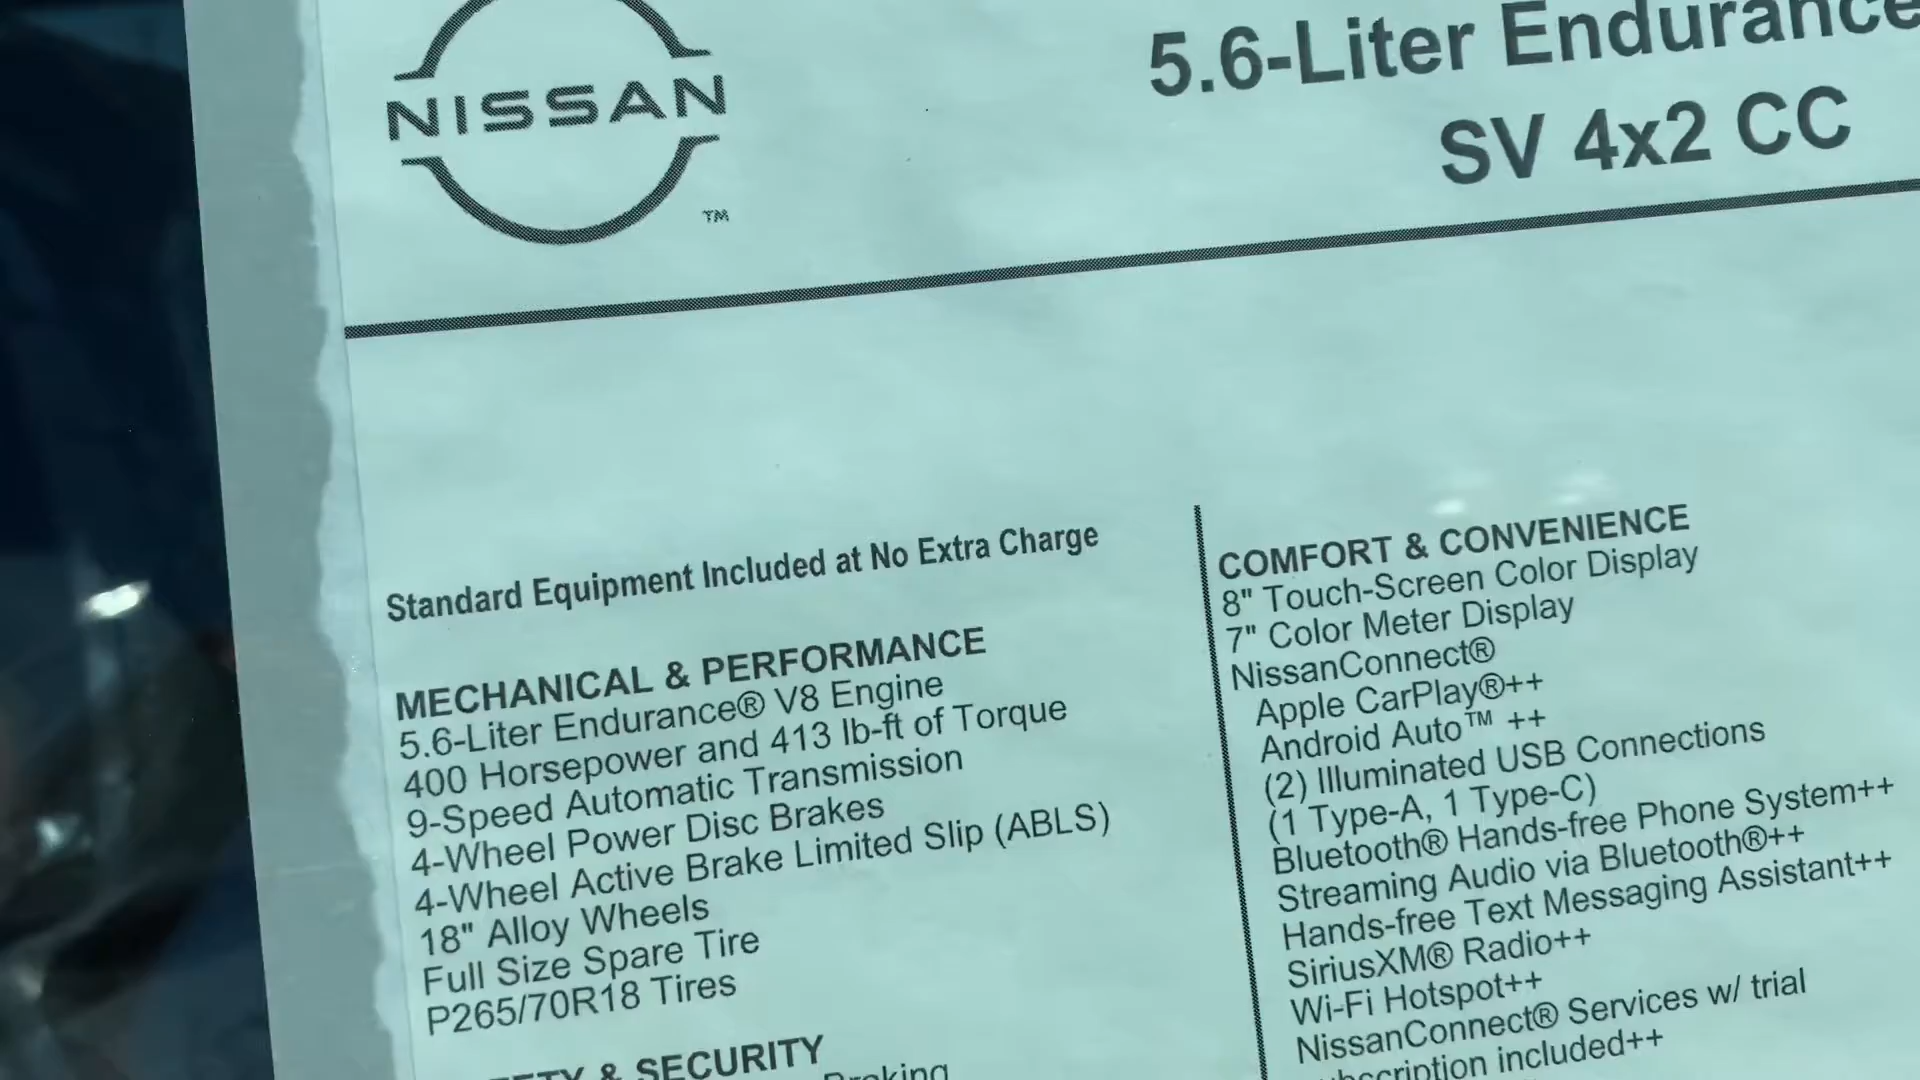 NISSAN
TM
5.6-Liter Endurance
SV 4x2 CC
Standard Equipment Included at No Extra Charge
MECHANICAL & PERFORMANCE
5.6-Liter Endurance® V8 Engine
400 Horsepower and 413 lb-ft of Torque
9-Speed Automatic Transmission
4-Wheel Power Disc Brakes
4-Wheel Active Brake Limited Slip (ABLS)
18" Alloy Wheels
Full Size Spare Tire
P265/70R18 Tires
& SECURITY
COMFORT & CONVENIENCE
8" Touch-Screen Color Display
7" Color Meter Display
NissanConnect®
Apple CarPlay®++
Android Auto™ ++
(2) Illuminated USB Connections
(1 Type-A, 1 Type-C)
Bluetooth® Hands-free Phone System++
Streaming Audio via Bluetooth®++
Hands-free Text Messaging Assistant++
SiriusXM® Radio++
Wi-Fi Hotspot++
NissanConnect® Services w/ trial
included++